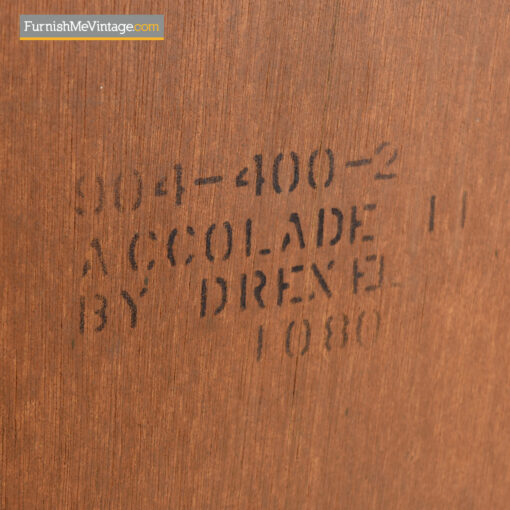 FurnishMeVintage.com
904-400-2
ACCOLADE II
BY DREXEL
1080